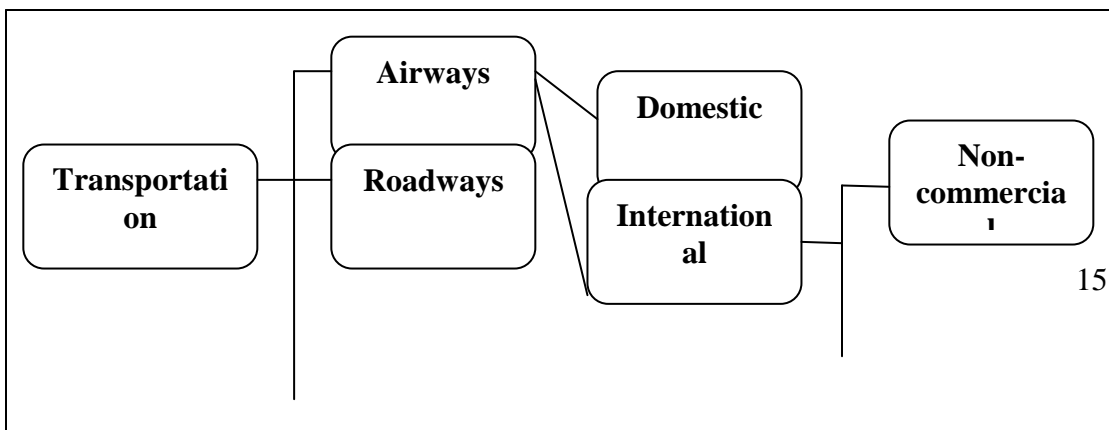 Airways
Domestic
Non-
commercia
l
Transportati
on
Roadways
Internation
al
15